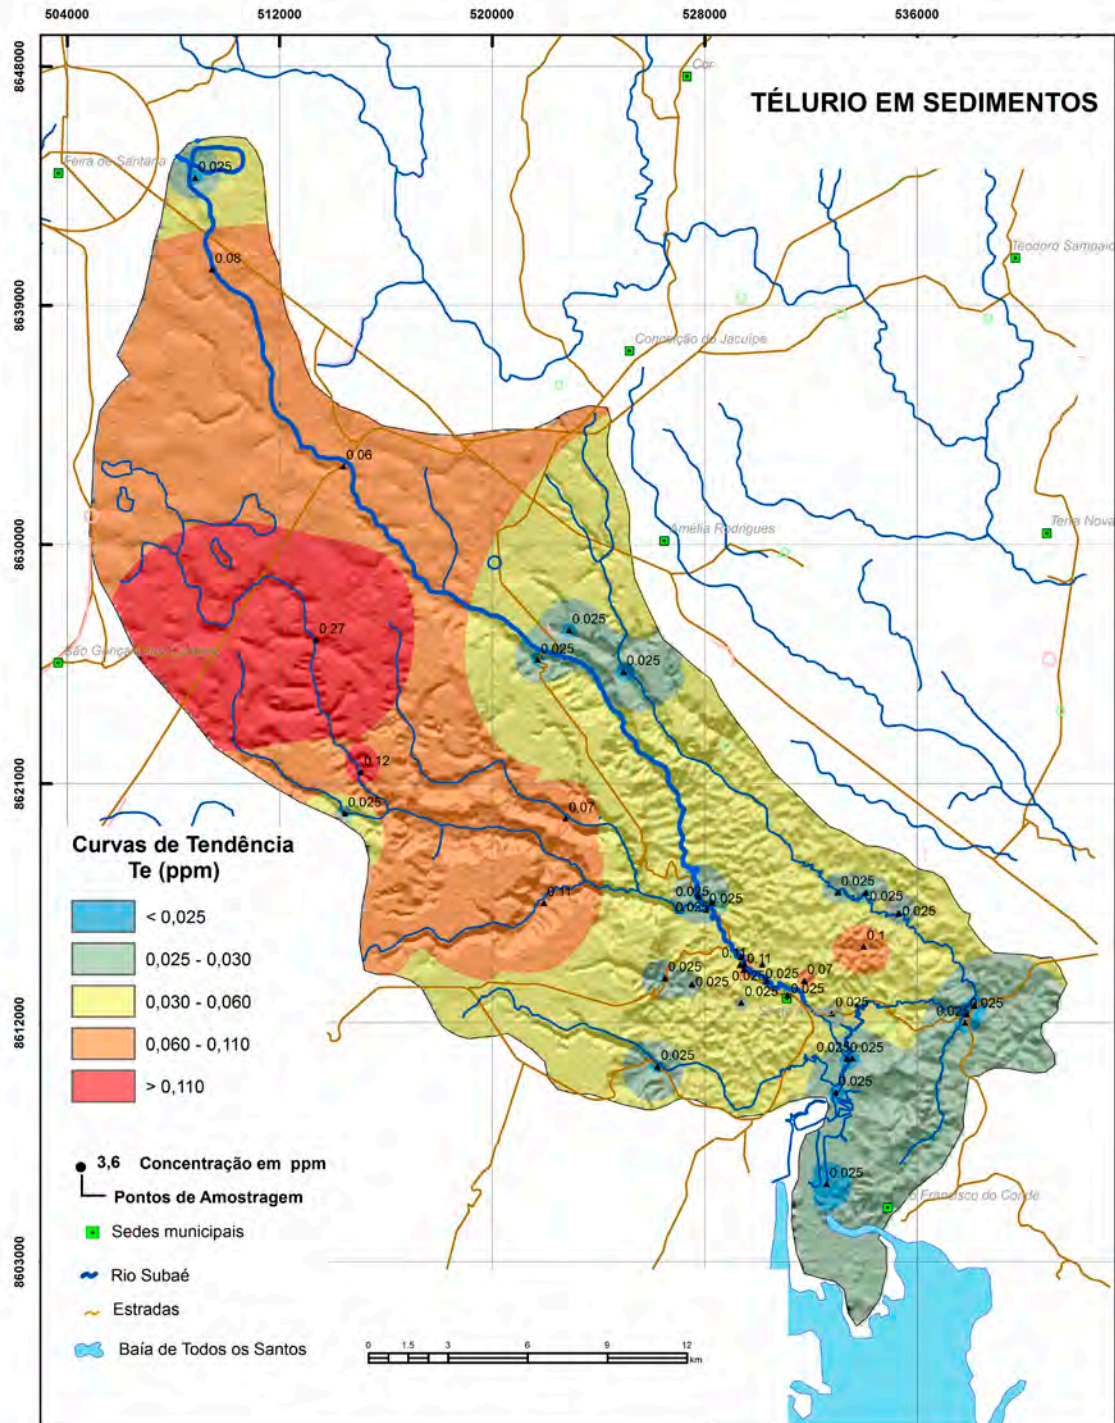 504000
512000
520000
528000
536000
8648000
Cor
TÉLURIO EM SEDIMENTOS
Feira de Santana
0.025
Teodoro Sampaio
0.08
8639000
Conceição do Jacuípe
0.06
Amélia Rodrigues
Terra Nova
8630000
0.025
0.27
0.025
0.025
São Gonçalo dos Campos
0.12
8621000
0.025
0.07
Curvas de Tendência
Te (ppm)
< 0,025
0,025 - 0,030
0,030 - 0,060
0,060 - 0,110
> 0,110
0.11
0.025
0.025
0.025
0.025
0.025
0.025
0.1
0.11
0.11
0.025
0.025
0.07
0.025
0.025
0.025
0.025
0.025
0.025
0.025
8612000
0.025
0.025
0.025
0.025
0.025
3,6 Concentração em ppm
Pontos de Amostragem
Sedes municipais
Francisco do Conde
Rio Subaé
8603000
Estradas
Baía de Todos os Santos
0 1.5 3 6 9 12
km